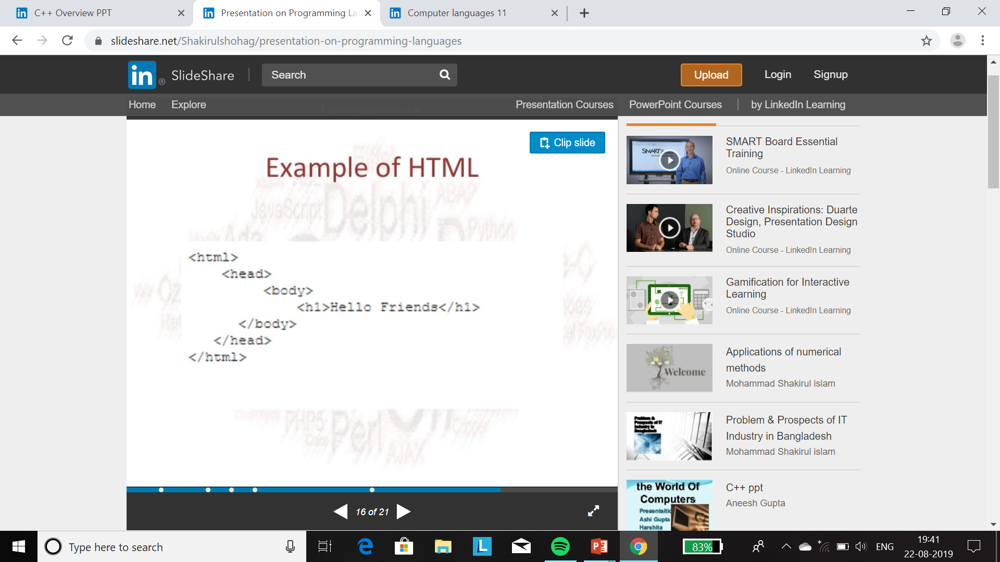 C++ Overview PPT
Presentation on Programming La
Computer languages 11
slideshare.net/Shakirulshohag/presentation-on-programming-languages
in ® SlideShare
Search
Upload
Login
Signup
Home
Explore
1 person clipped this slide
Presentation Courses
PowerPoint Courses
by LinkedIn Learning
Clip slide
Example of HTML
JavaScript
Delphi
ABAP
Ada
Python
<html>
<head>
<body>
<h1>Hello Friends</h1>
</body>
</head>
</html>
PHP5
Perl
Clipper
AJAX
16 of 21
SMART Board Essential
Training
Online Course - LinkedIn Learning
Creative Inspirations: Duarte
Design, Presentation Design
Studio
Online Course - LinkedIn Learning
Gamification for Interactive
Learning
Online Course - LinkedIn Learning
Welcome
Applications of numerical
methods
Mohammad Shakirul islam
Problem &
Prospects of IT
Industry in
Bangladesh
Problem & Prospects of IT
Industry in Bangladesh
Mohammad Shakirul islam
the World Of
Computers
Ashi Gupta
Harshita
C++ ppt
Aneesh Gupta
Type here to search
83%
ENG
19:41
22-08-2019